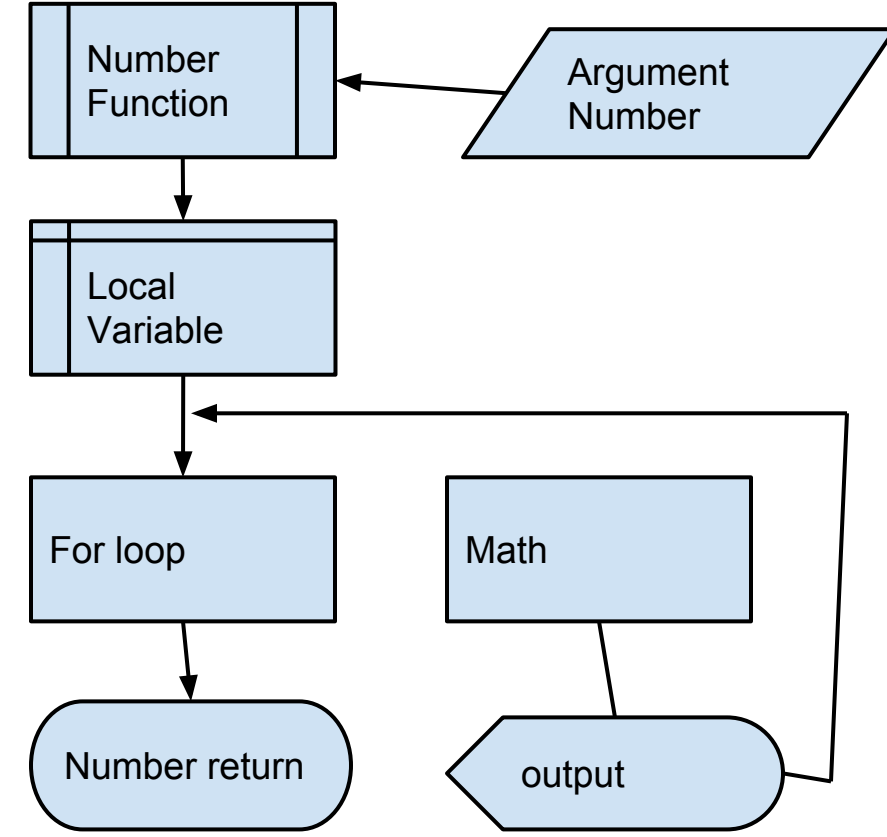 Number
Function
Argument
Number
Local
Variable
For loop
Math
Number return
output